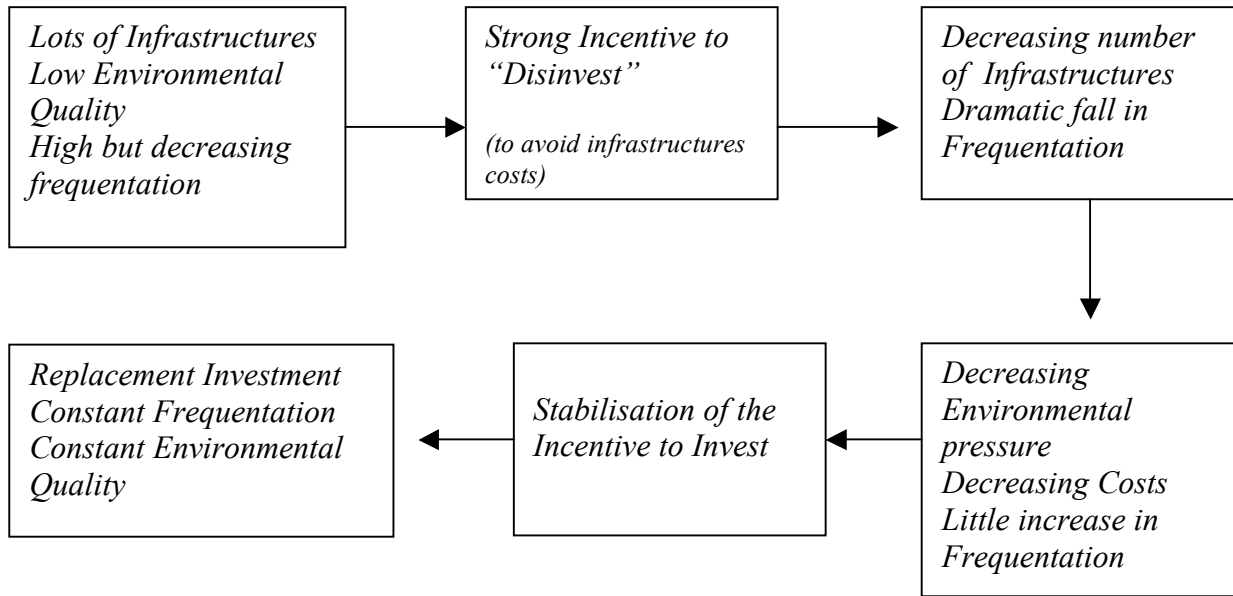 Lots of Infrastructures
Low Environmental
Quality
High but decreasing
frequentation
Strong Incentive to
“Disinvest”
(to avoid infrastructures
costs)
Decreasing number
of Infrastructures
Dramatic fall in
Frequentation
Decreasing
Environmental
pressure
Decreasing Costs
Little increase in
Frequentation
Stabilisation of the
Incentive to Invest
Replacement Investment
Constant Frequentation
Constant Environmental
Quality